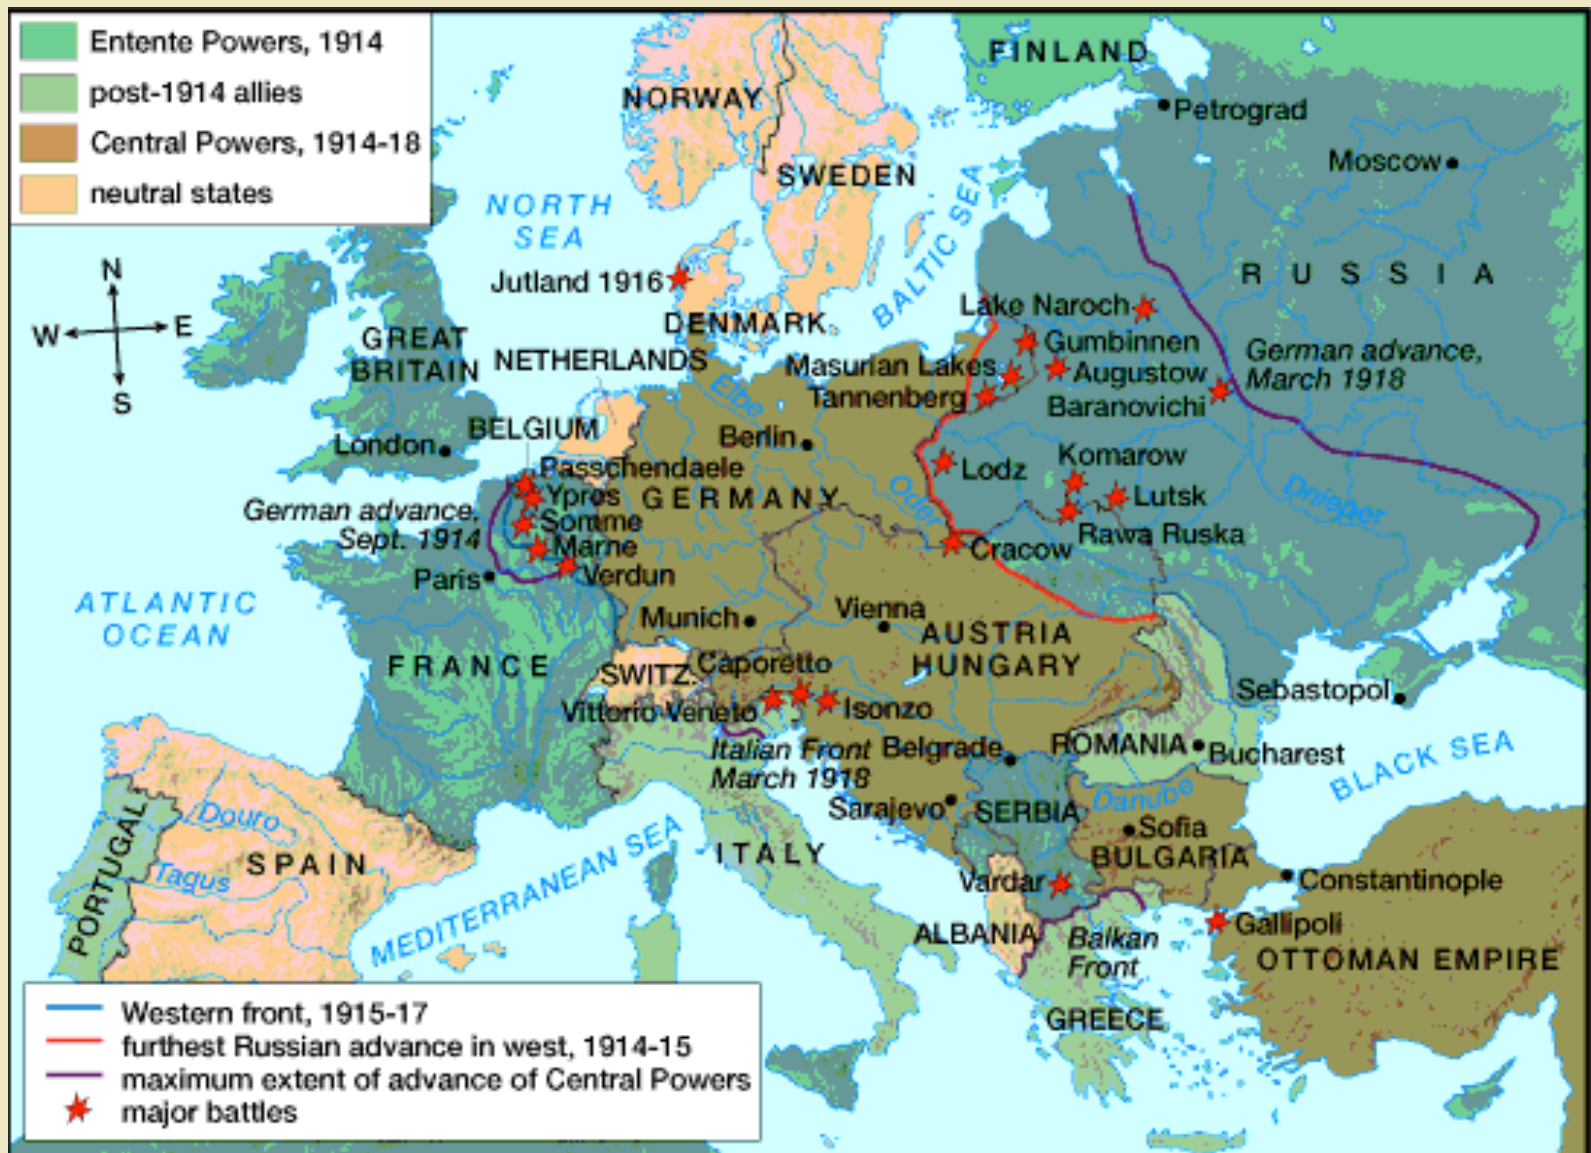 Entente Powers, 1914
post-1914 allies
Central Powers, 1914-18
neutral states
FINLAND
NORWAY
Petrograd
Moscow
SWEDEN
NORTH
SEA
BALTIC SEA
N
W
E
S
Jutland 1916
RUSSIA
Lake Naroch
DENMARK
GREAT
BRITAIN
NETHERLANDS
Gumbinnen
German advance,
March 1918
Masurian Lakes
Augustow
Tannenberg
Baranovichi
Elbe
BELGIUM
London
Berlin
Lodz
Komarow
Passchendaele
Ypres
GERMANY
Oder
Lutsk
Dnieper
German advance,
Sept. 1914
Somme
Marne
Cracow
Rawa Ruska
Paris
Verdun
ATLANTIC
OCEAN
Munich
Vienna
AUSTRIA
HUNGARY
FRANCE
SWITZ.
Caporetto
Sebastopol
Vittorio Veneto
Isonzo
Italian Front
March 1918
Belgrade
ROMANIA
Bucharest
BLACK SEA
Sarajevo
SERBIA
Danube
Douro
PORTUGAL
SPAIN
Tagus
MEDITERRANEAN SEA
ITALY
Sofia
BULGARIA
Vardar
Constantinople
ALBANIA
Balkan
Front
Gallipoli
OTTOMAN EMPIRE
GREECE
Western front, 1915-17
furthest Russian advance in west, 1914-15
maximum extent of advance of Central Powers
major battles